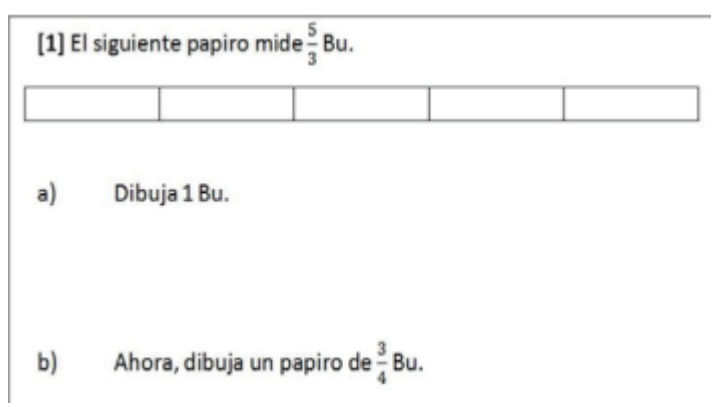 [1] El siguiente papiro mide 5/3 Bu.
a) Dibuja 1 Bu.
b) Ahora, dibuja un papiro de 3/4 Bu.